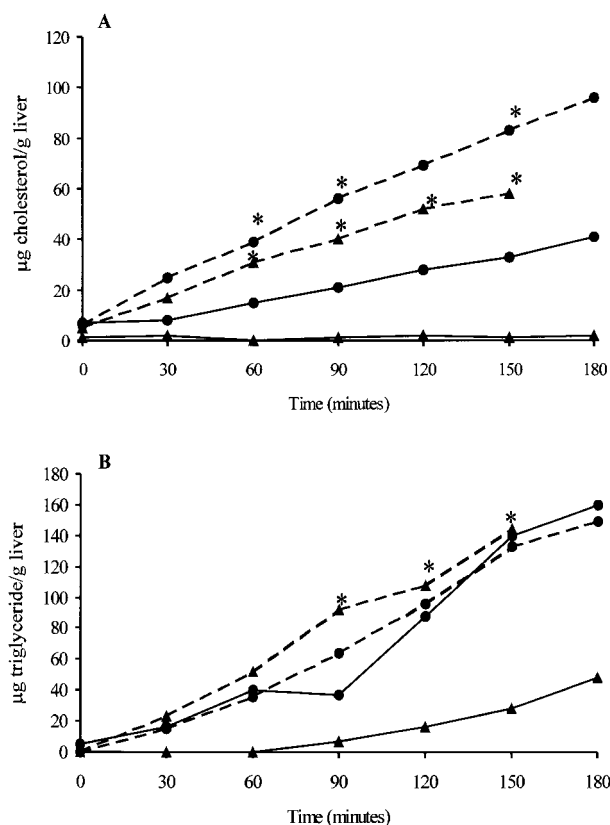 A
µg cholesterol/g liver
120
100
80
60
40
20
0
* * * * * * *
0 30 60 90 120 150 180
Time (minutes)
B
µg triglyceride/g liver
180
160
140
120
100
80
60
40
20
0
* * *
0 30 60 90 120 150 180
Time (minutes)